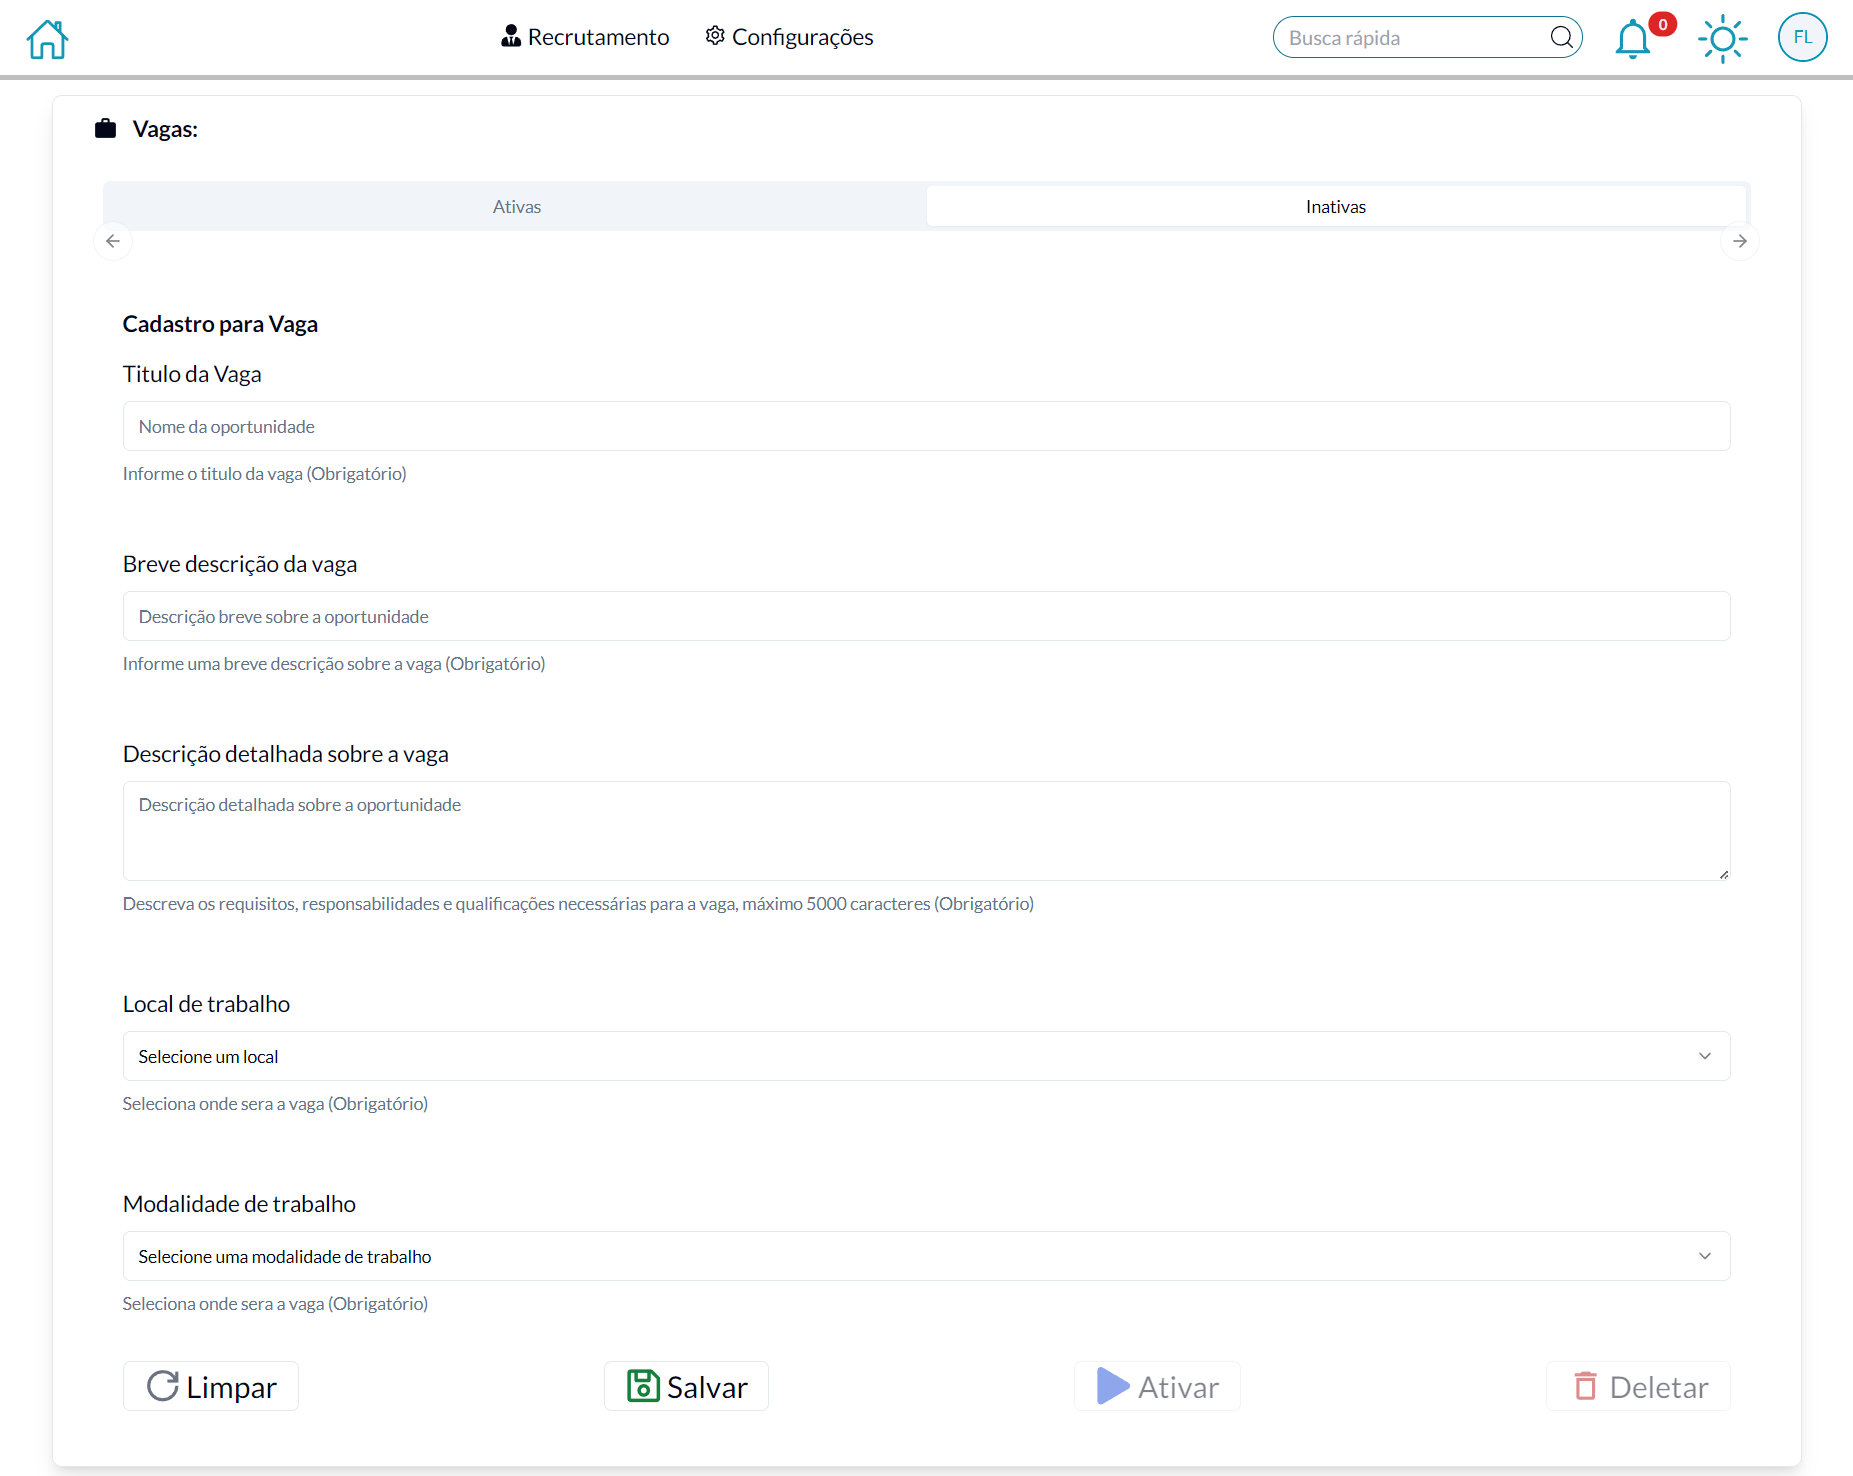 Recrutamento
Configurações
Busca rápida
0
FL
Vagas:
Ativas
Inativas
Cadastro para Vaga
Titulo da Vaga
Nome da oportunidade
Informe o titulo da vaga (Obrigatório)
Breve descrição da vaga
Descrição breve sobre a oportunidade
Informe uma breve descrição sobre a vaga (Obrigatório)
Descrição detalhada sobre a vaga
Descrição detalhada sobre a oportunidade
Descreva os requisitos, responsabilidades e qualificações necessárias para a vaga, máximo 5000 caracteres (Obrigatório)
Local de trabalho
Selecione um local
Seleciona onde sera a vaga (Obrigatório)
Modalidade de trabalho
Selecione uma modalidade de trabalho
Seleciona onde sera a vaga (Obrigatório)
Limpar
Salvar
Ativar
Deletar